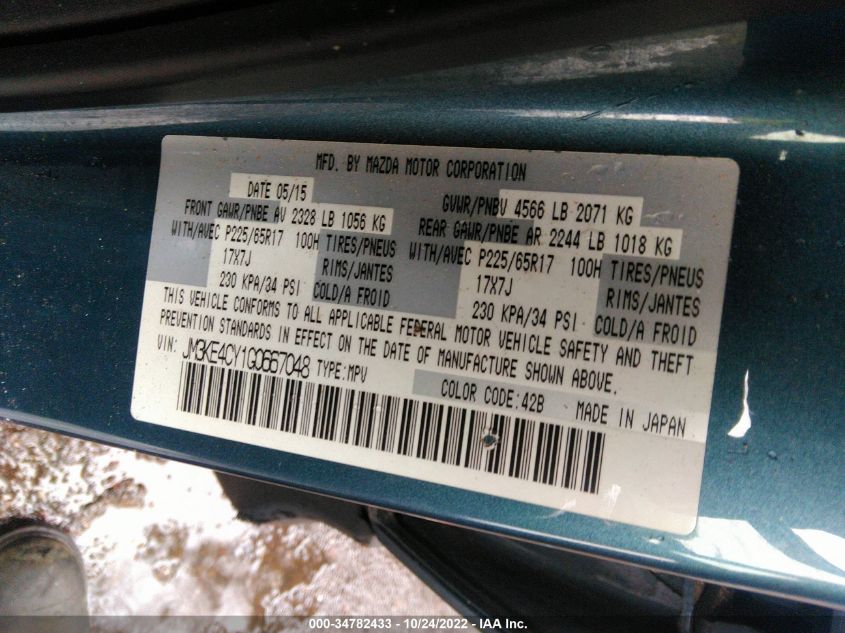 MFD. BY MAZDA MOTOR CORPORATION
DATE 05/15 GVWR/PNBV 4566 LB 2071 KG
FRONT GAWR/PNBE AV 2328 LB 1056 KG REAR GAWR/PNBE AR 2244 LB 1018 KG
WITH/AVEC P225/65R17 100H TIRES/PNEUS WITH/AVEC P225/65R17 100H TIRES/PNEUS
17X7J RIMS/JANTES 17X7J RIMS/JANTES
230 KPA/34 PSI COLD/A FROID 230 KPA/34 PSI COLD/A FROID
THIS VEHICLE CONFORMS TO ALL APPLICABLE FEDERAL MOTOR VEHICLE SAFETY AND THEFT
PREVENTION STANDARDS IN EFFECT ON THE DATE OF MANUFACTURE SHOWN ABOVE.
VIN: JM3KE4CY1G0667048 TYPE:MPV
COLOR CODE:42B MADE IN JAPAN
000-34782433 - 10/24/2022 - IAA Inc.